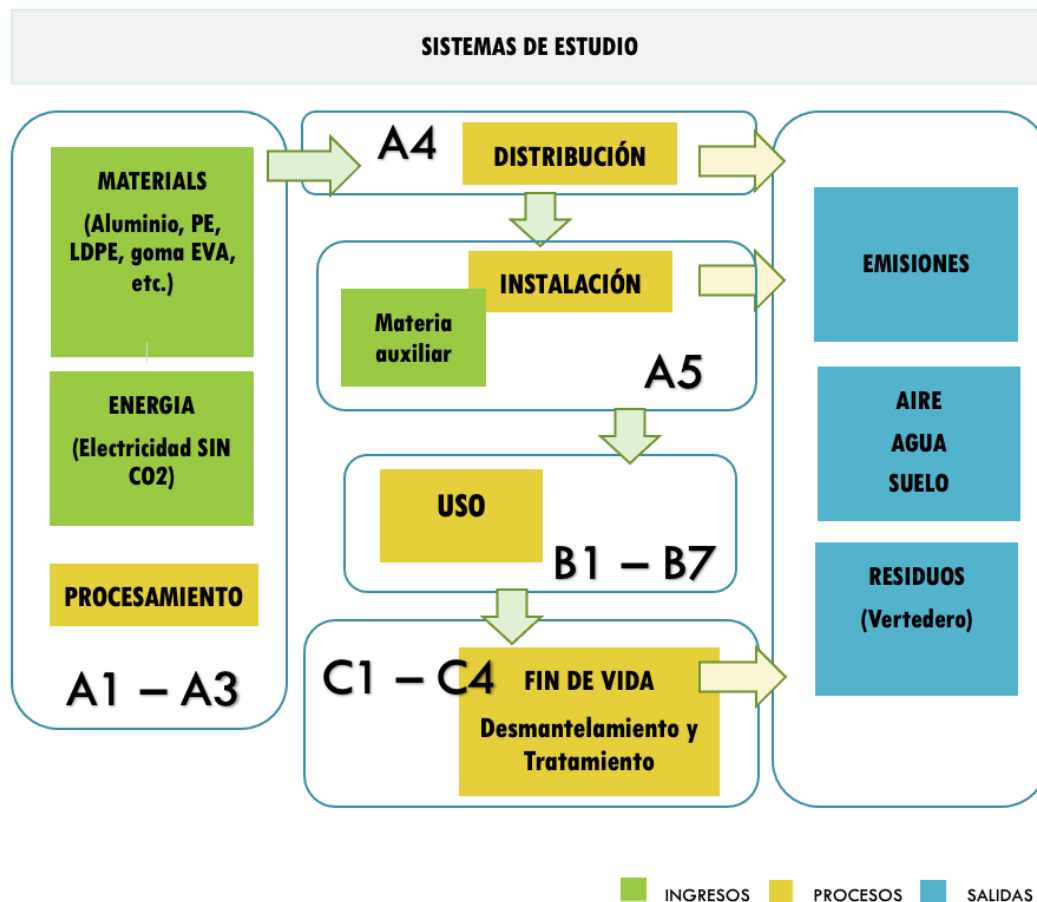 SISTEMAS DE ESTUDIO
MATERIALS
(Aluminio, PE,
LDPE, goma EVA,
etc.)
ENERGIA
(Electricidad SIN
CO2)
PROCESAMIENTO
A1 – A3
A4
DISTRIBUCIÓN
INSTALACIÓN
Materia
auxiliar
A5
USO
B1 – B7
C1 – C4
FIN DE VIDA
Desmantelamiento y
Tratamiento
EMISIONES
AIRE
AGUA
SUELO
RESIDUOS
(Vertedero)
INGRESOS
PROCESOS
SALIDAS